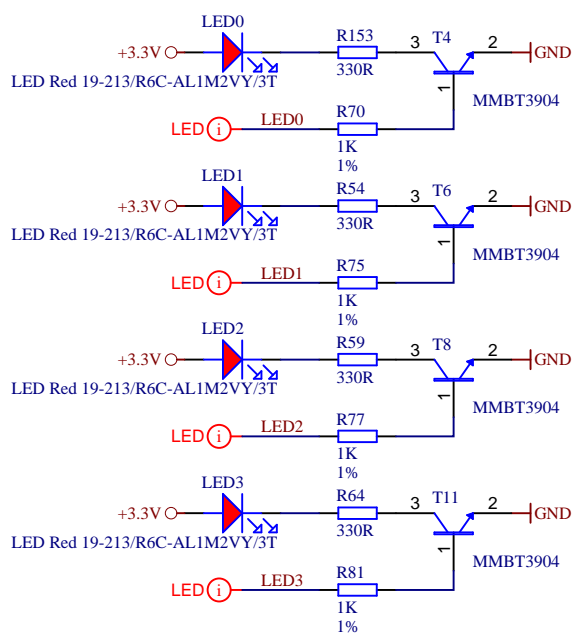 LED0
R153
3
T4
2
+3.3V
GND
330R
LED Red 19-213/R6C-AL1M2VY/3T
1
MMBT3904
R70
LED i
LED0
1K
1%
LED1
R54
3
T6
2
+3.3V
GND
330R
LED Red 19-213/R6C-AL1M2VY/3T
1
MMBT3904
R75
LED i
LED1
1K
1%
LED2
R59
3
T8
2
+3.3V
GND
330R
LED Red 19-213/R6C-AL1M2VY/3T
1
MMBT3904
R77
LED i
LED2
1K
1%
LED3
R64
3
T11
2
+3.3V
GND
330R
LED Red 19-213/R6C-AL1M2VY/3T
1
MMBT3904
R81
LED i
LED3
1K
1%